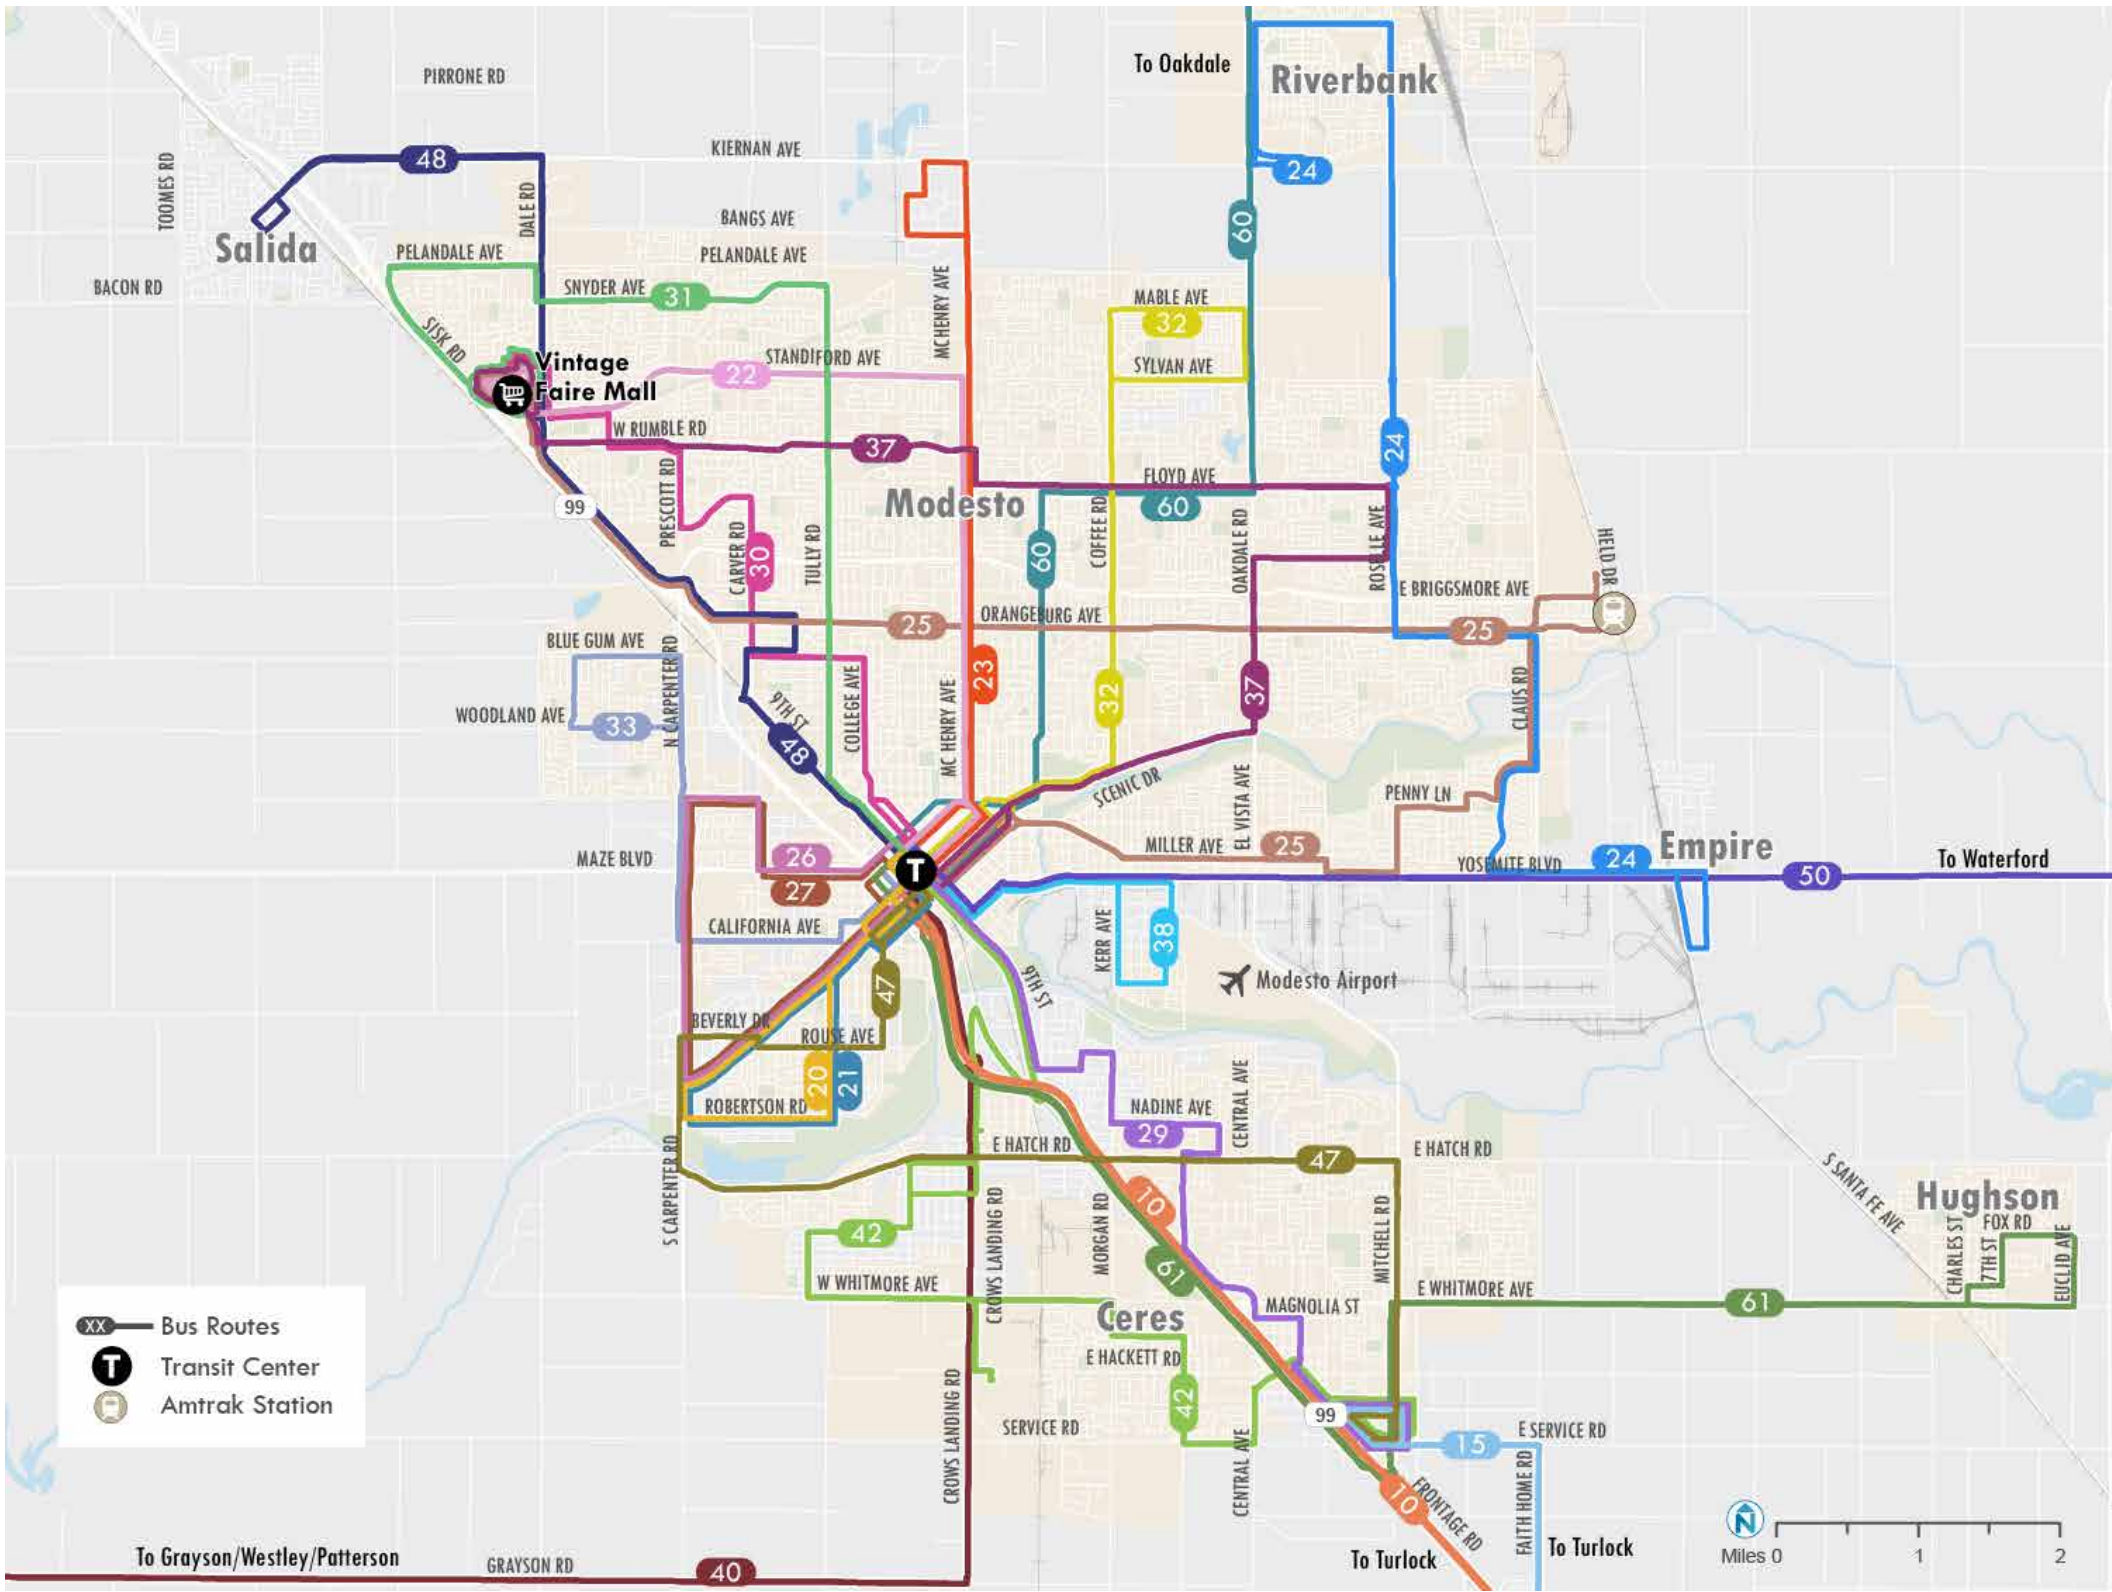 PIRRONE RD
To Oakdale
Riverbank
48
KIERNAN AVE
24
TOOMES RD
DALE RD
BANGS AVE
60
Salida
PELANDALE AVE
PELANDALE AVE
BACON RD
SNYDER AVE
31
MCHENRY AVE
MABLE AVE
32
SISK RD
Vintage
Faire Mall
22
STANDIFORD AVE
SYLVAN AVE
W RUMBLE RD
37
24
PRESCOTT RD
FLOYD AVE
60
Modesto
99
CARVER RD
30
TULLY RD
60
COFFEE RD
OAKDALE RD
ROSELLE AVE
HELD DR
E BRIGGSMORE AVE
25
ORANGEBURG AVE
25
BLUE GUM AVE
N CARPENTER RD
WOODLAND AVE
33
9TH ST
48
COLLEGE AVE
MC HENRY AVE
23
32
37
CLAUS RD
SCENIC DR
EL VISTA AVE
PENNY LN
MAZE BLVD
26
27
T
MILLER AVE
25
YOSEMITE BLVD
24
Empire
To Waterford
50
CALIFORNIA AVE
KERR AVE
38
47
9TH ST
Modesto Airport
BEVERLY DR
ROUSE AVE
20
21
ROBERTSON RD
NADINE AVE
29
CENTRAL AVE
S CARPENTER RD
E HATCH RD
47
E HATCH RD
S SANTA FE AVE
Hughson
42
CROWS LANDING RD
MORGAN RD
10
61
MITCHELL RD
CHARLES ST
7TH ST
FOX RD
EUCLID AVE
W WHITMORE AVE
Ceres
MAGNOLIA ST
E WHITMORE AVE
61
XX
Bus Routes
T
Transit Center
Amtrak Station
E HACKETT RD
42
CROWS LANDING RD
SERVICE RD
CENTRAL AVE
99
15
E SERVICE RD
10
FRONTAGE RD
FAITH HOME RD
To Turlock
To Turlock
N
Miles 0
1
2
To Grayson/Westley/Patterson
GRAYSON RD
40